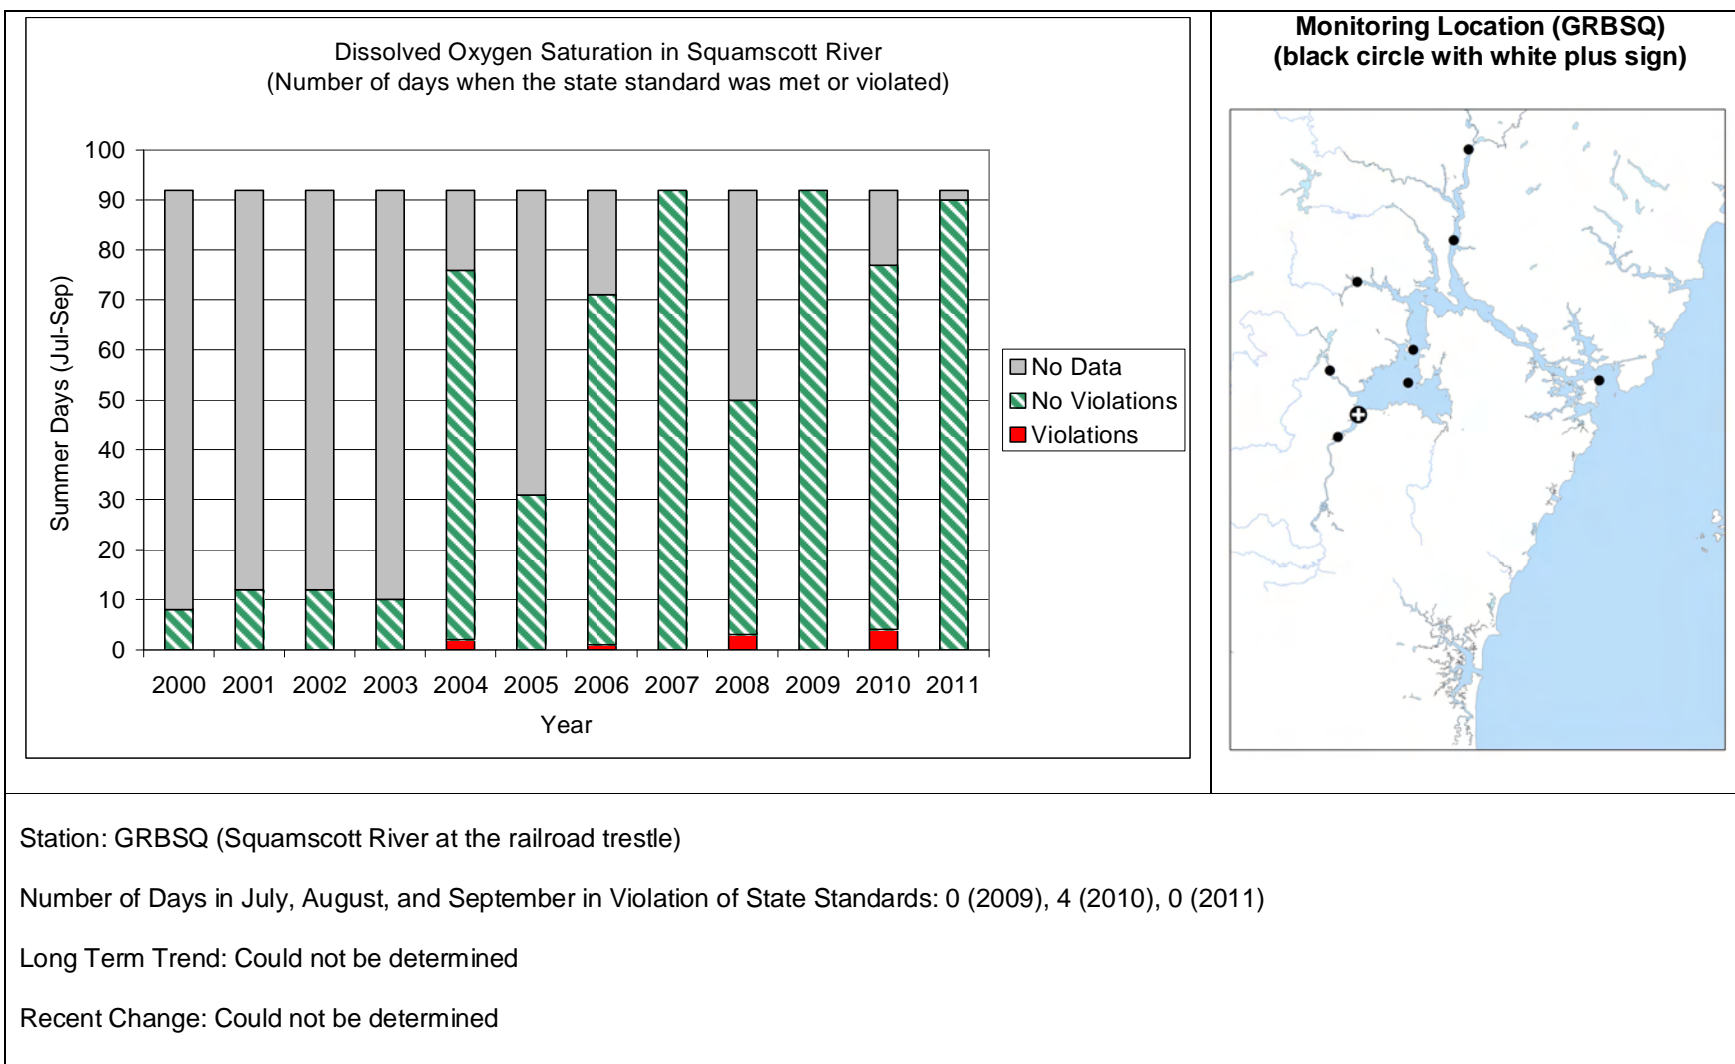 Dissolved Oxygen Saturation in Squamscott River
(Number of days when the state standard was met or violated)
100
90
80
70
60
50
40
30
20
10
0
Summer Days (Jul-Sep)
2000 2001 2002 2003 2004 2005 2006 2007 2008 2009 2010 2011
Year
No Data
No Violations
Violations
Monitoring Location (GRBSQ)
(black circle with white plus sign)
Station: GRBSQ (Squamscott River at the railroad trestle)
Number of Days in July, August, and September in Violation of State Standards: 0 (2009), 4 (2010), 0 (2011)
Long Term Trend: Could not be determined
Recent Change: Could not be determined